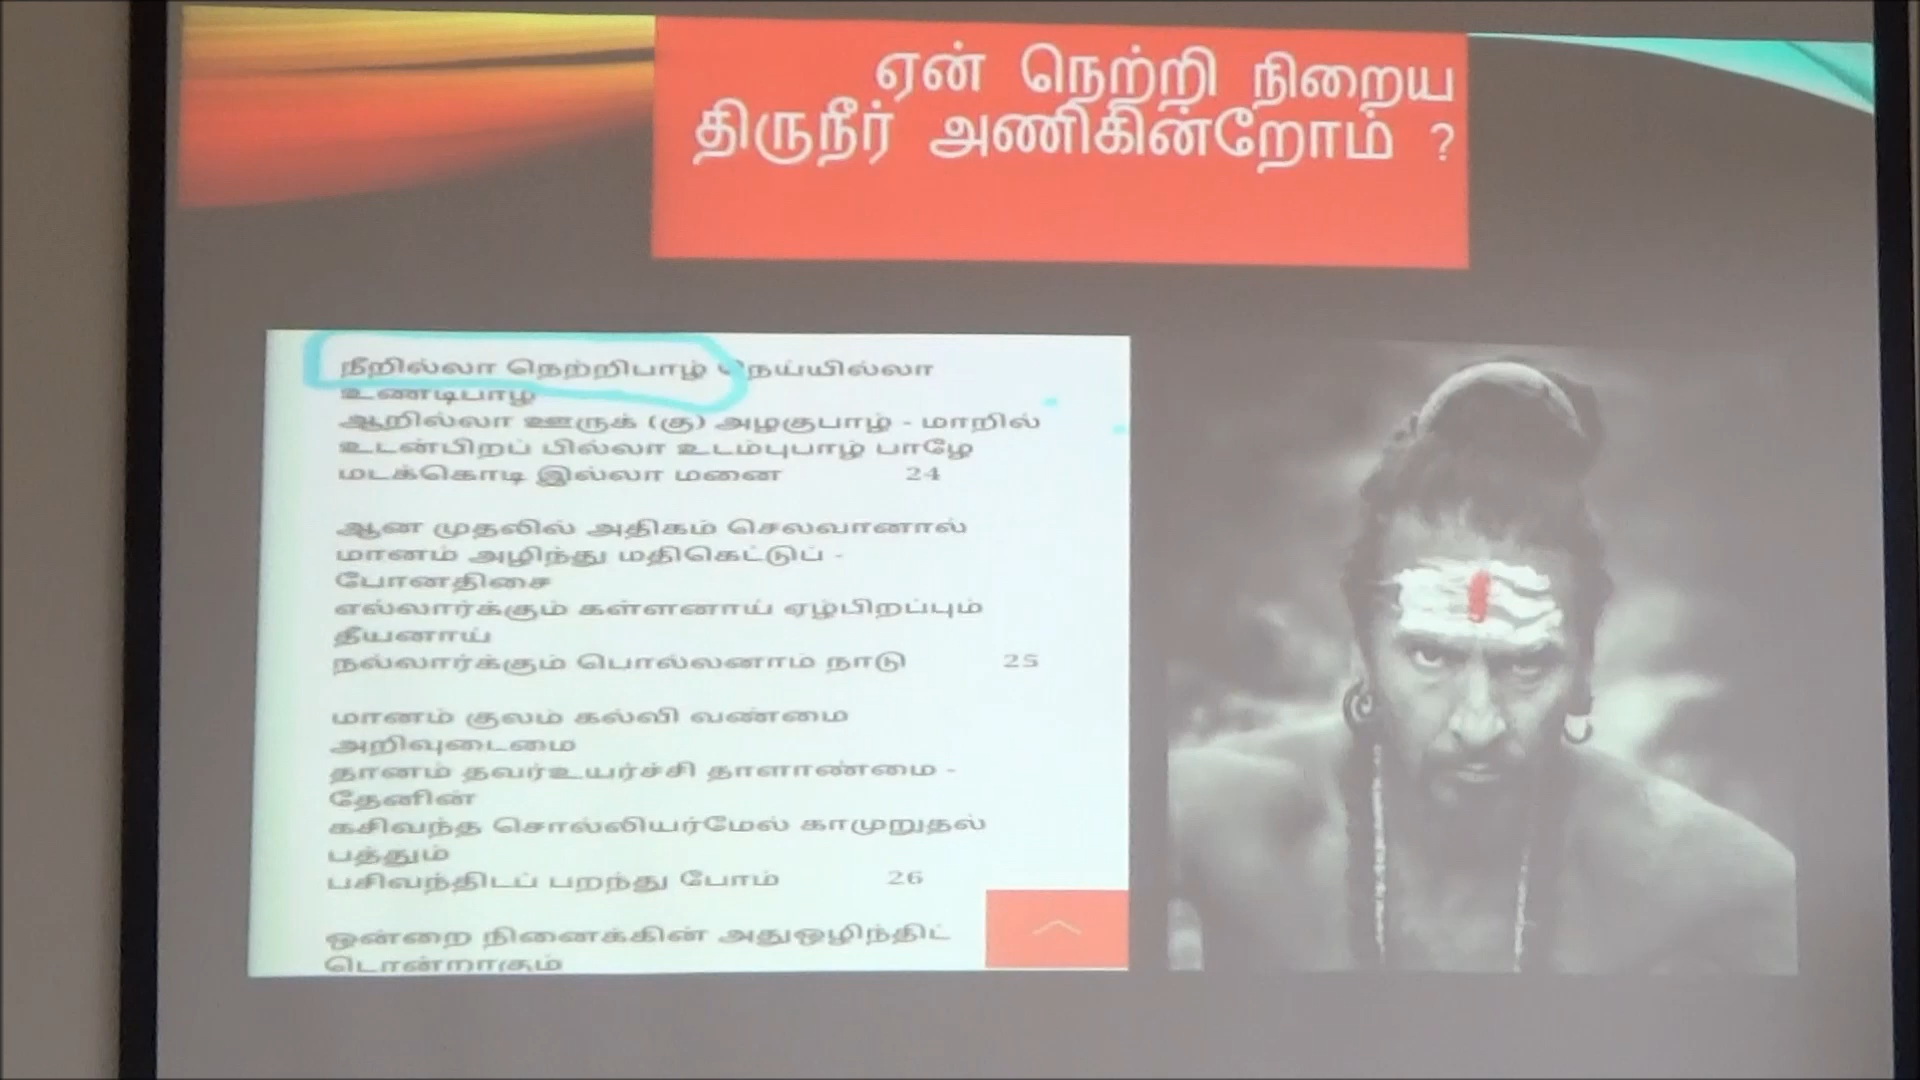 ஏன் நெற்றி நிறைய
திருநீர் அணிகின்றோம் ?
நீறில்லா நெற்றிபாழ் நெய்யில்லா
உண்டிபாழ்
ஆறில்லா ஊருக் (கு) அழகுபாழ் - மாறில்
உடன்பிறப் பில்லா உடம்புபாழ் பாழே
மடக்கொடி இல்லா மனை 24
ஆன முதலில் அதிகம் செலவானால்
மானம் அழிந்து மதிகெட்டுப் -
போனதிசை
எல்லார்க்கும் கள்ளனாய் ஏழ்பிறப்பும்
தீயனாய்
நல்லார்க்கும் பொல்லனாம் நாடு 25
மானம் குலம் கல்வி வண்மை
அறிவுடைமை
தானம் தவர்உயர்ச்சி தாளாண்மை -
தேனின்
கசிவந்த சொல்லியர்மேல் காமுறுதல்
பத்தும்
பசிவந்திடப் பறந்து போம் 26
ஒன்றை நினைக்கின் அதுஒழிந்திட்
டொன்றாகும்